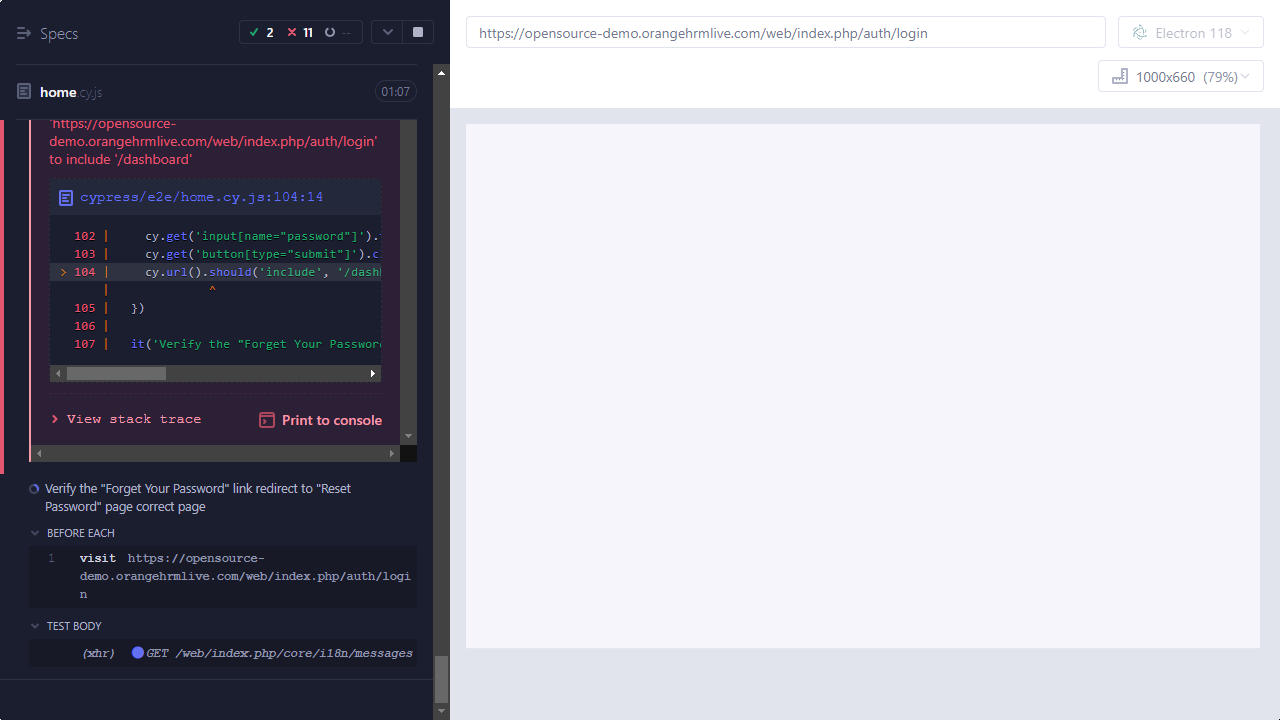 Specs
2
11
--
https://opensource-demo.orangehrmlive.com/web/index.php/auth/login
Electron 118
1000x660 (79%)
home.cy.js
01:07
'https://opensource-
demo.orangehrmlive.com/web/index.php/auth/login'
to include '/dashboard'
cypress/e2e/home.cy.js:104:14
102 | cy.get('input[name="password"]').
103 | cy.get('button[type="submit"]').c
> 104 | cy.url().should('include', '/dash
| ^
105 | })
106 |
107 | it('Verify the "Forget Your Passwor
View stack trace
Print to console
Verify the "Forget Your Password" link redirect to "Reset
Password" page correct page
BEFORE EACH
1 visit https://opensource-
demo.orangehrmlive.com/web/index.php/auth/logi
n
TEST BODY
(xhr) GET /web/index.php/core/i18n/messages